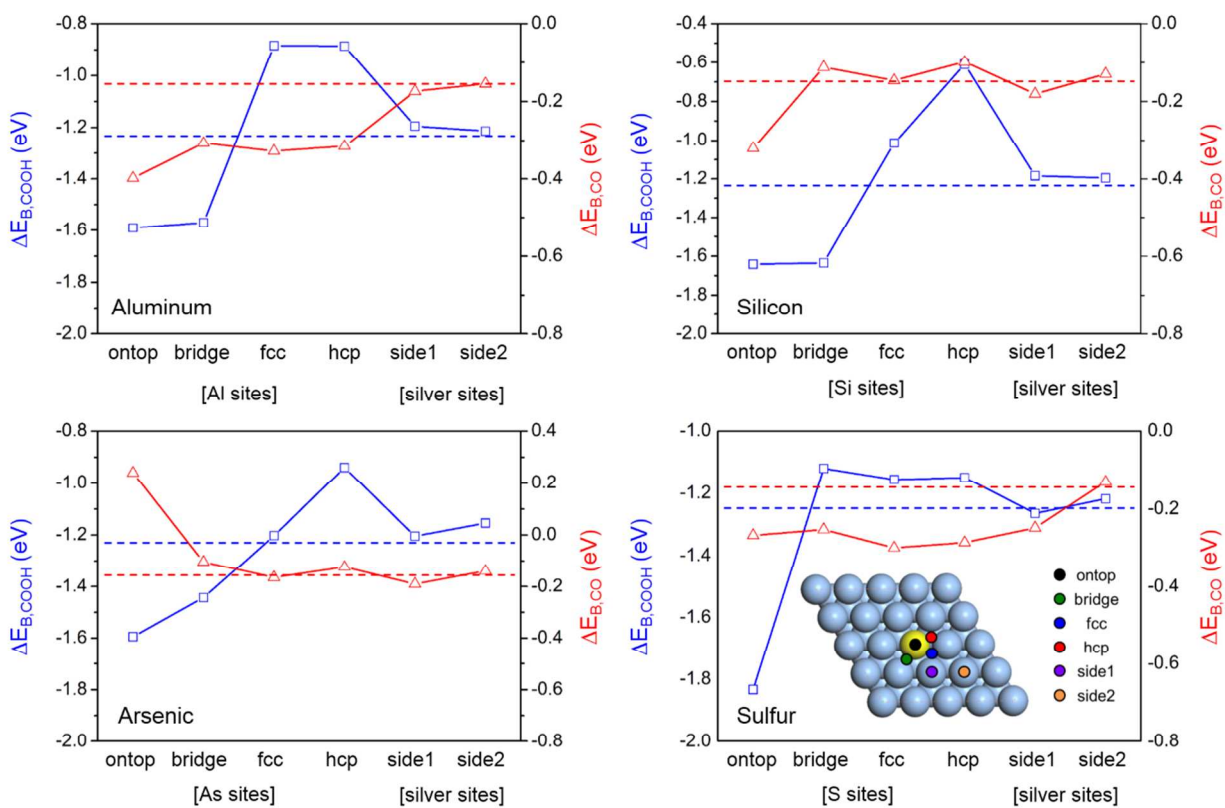 -0.8
-1.0
-1.2
-1.4
-1.6
-1.8
-2.0
ΔE_B,COOH (eV)
0.0
-0.2
-0.4
-0.6
-0.8
ΔE_B,CO (eV)
Aluminum
ontop bridge fcc hcp side1 side2
[Al sites] [silver sites]
-0.4
-0.6
-0.8
-1.0
-1.2
-1.4
-1.6
-1.8
-2.0
ΔE_B,COOH (eV)
0.0
-0.2
-0.4
-0.6
-0.8
ΔE_B,CO (eV)
Silicon
ontop bridge fcc hcp side1 side2
[Si sites] [silver sites]
-0.8
-1.0
-1.2
-1.4
-1.6
-1.8
-2.0
ΔE_B,COOH (eV)
0.4
0.2
0.0
-0.2
-0.4
-0.6
-0.8
ΔE_B,CO (eV)
Arsenic
ontop bridge fcc hcp side1 side2
[As sites] [silver sites]
-1.0
-1.2
-1.4
-1.6
-1.8
-2.0
ΔE_B,COOH (eV)
0.0
-0.2
-0.4
-0.6
-0.8
ΔE_B,CO (eV)
ontop
bridge
fcc
hcp
side1
side2
Sulfur
ontop bridge fcc hcp side1 side2
[S sites] [silver sites]